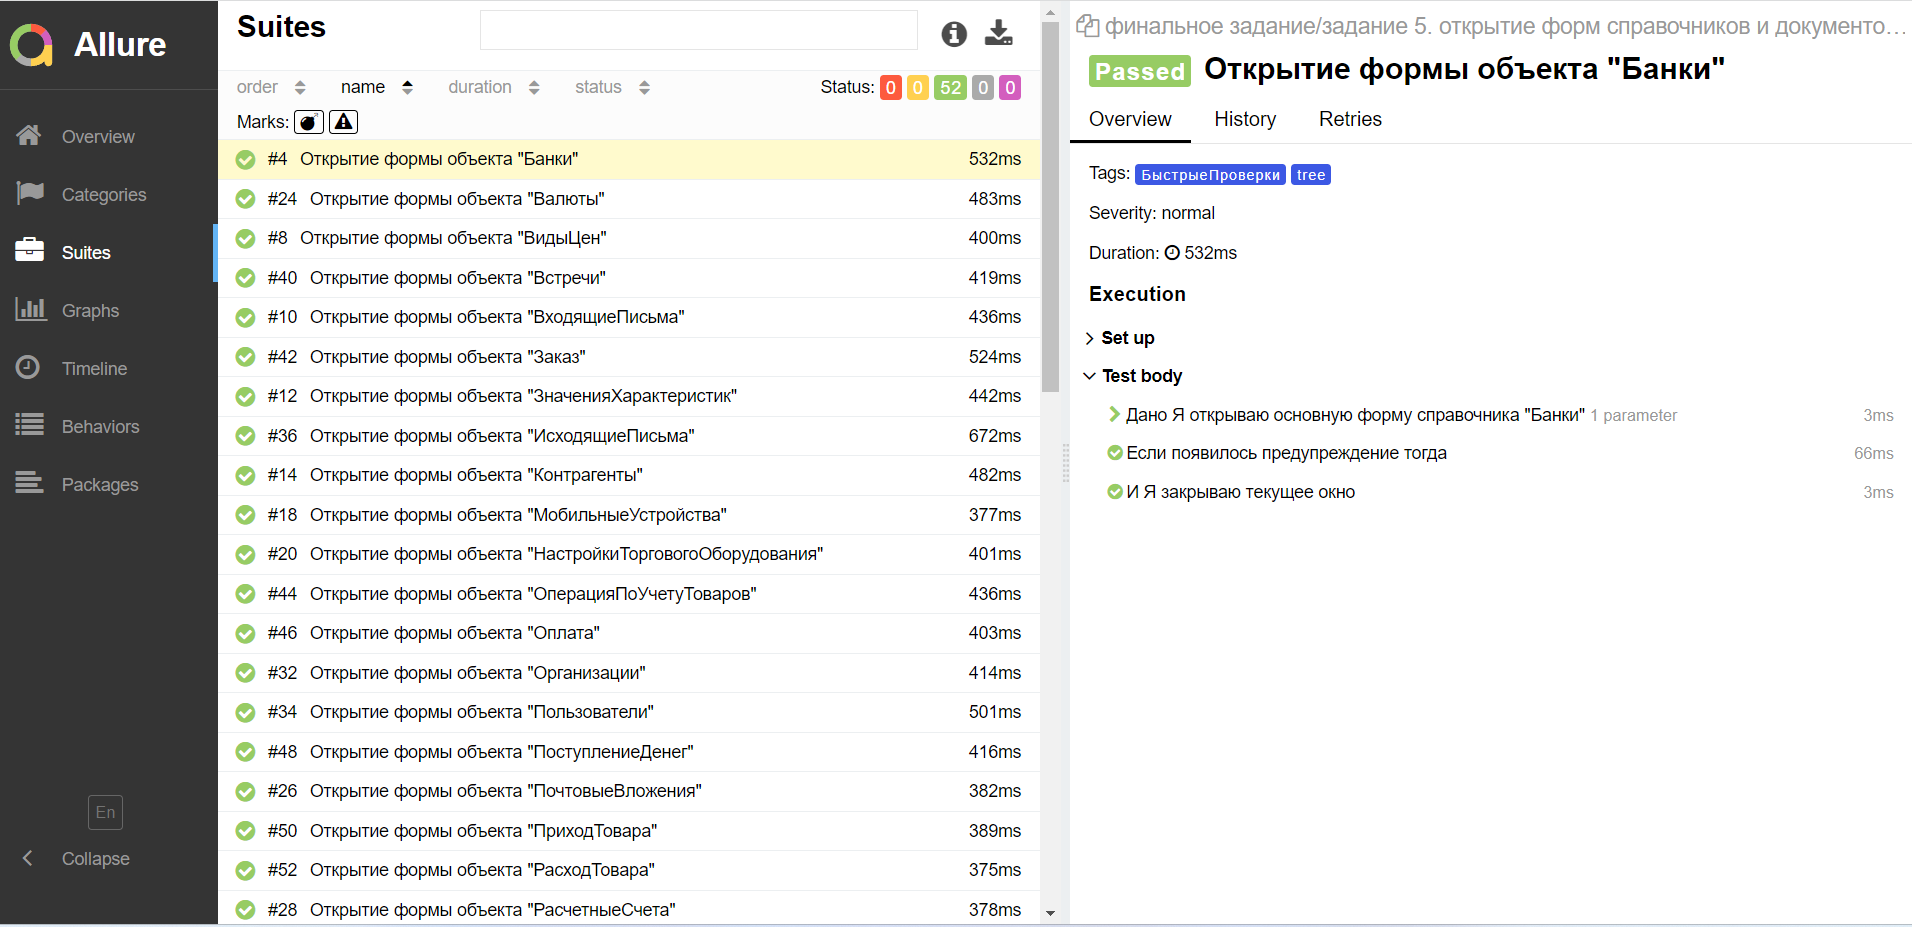 Allure
Overview
Categories
Suites
Graphs
Timeline
Behaviors
Packages
En
Collapse
Suites
order name duration status Status: 0 0 52 0 0
Marks:
#4 Открытие формы объекта "Банки" 532ms
#24 Открытие формы объекта "Валюты" 483ms
#8 Открытие формы объекта "ВидыЦен" 400ms
#40 Открытие формы объекта "Встречи" 419ms
#10 Открытие формы объекта "ВходящиеПисьма" 436ms
#42 Открытие формы объекта "Заказ" 524ms
#12 Открытие формы объекта "ЗначенияХарактеристик" 442ms
#36 Открытие формы объекта "ИсходящиеПисьма" 672ms
#14 Открытие формы объекта "Контрагенты" 482ms
#18 Открытие формы объекта "МобильныеУстройства" 377ms
#20 Открытие формы объекта "НастройкиТорговогоОборудования" 401ms
#44 Открытие формы объекта "ОперацияПоУчетуТоваров" 436ms
#46 Открытие формы объекта "Оплата" 403ms
#32 Открытие формы объекта "Организации" 414ms
#34 Открытие формы объекта "Пользователи" 501ms
#48 Открытие формы объекта "ПоступлениеДенег" 416ms
#26 Открытие формы объекта "ПочтовыеВложения" 382ms
#50 Открытие формы объекта "ПриходТовара" 389ms
#52 Открытие формы объекта "РасходТовара" 375ms
#28 Открытие формы объекта "РасчетныеСчета" 378ms
финальное задание/задание 5. открытие форм справочников и документо...
Passed Открытие формы объекта "Банки"
Overview History Retries
Tags: БыстрыеПроверки tree
Severity: normal
Duration: 532ms
Execution
Set up
Test body
Дано Я открываю основную форму справочника "Банки" 1 parameter 3ms
Если появилось предупреждение тогда 66ms
И Я закрываю текущее окно 3ms